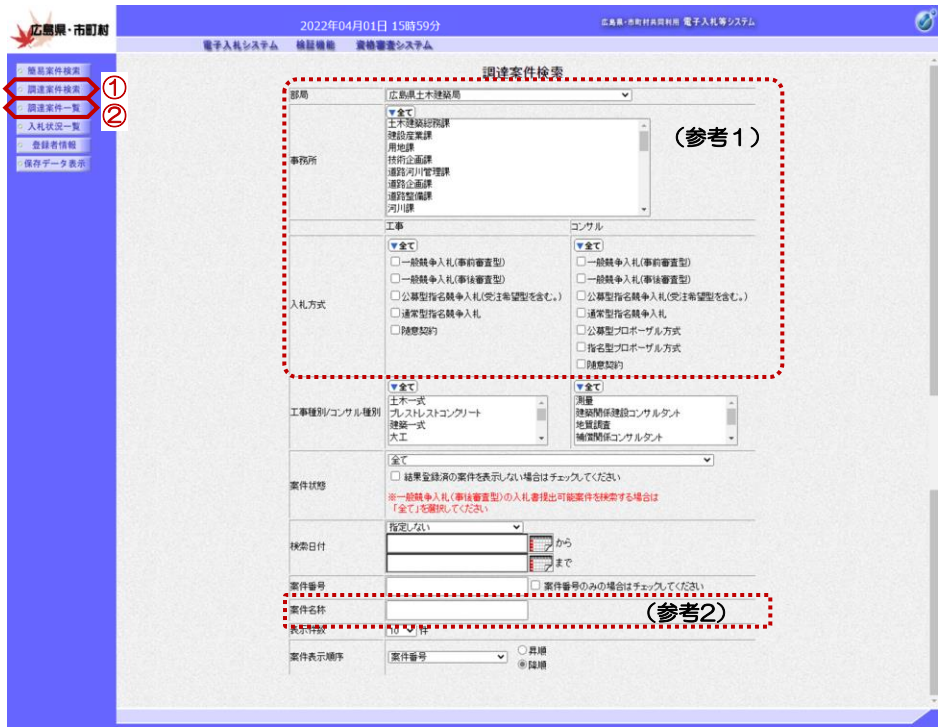 広島県・市町村
2022年04月01日 15時59分
広島県・市町村共同利用 電子入札等システム
電子入札システム 検証機能 資格審査システム
簡易案件検索
調達案件検索 ①
調達案件一覧 ②
入札状況一覧
登録者情報
保存データ表示
調達案件検索
部局 広島県土木建築局
事務所
▼全て
土木建築総務課
建設産業課
用地課
技術企画課
道路河川管理課
道路企画課
道路整備課
河川課
(参考1)
工事 コンサル
入札方式
▼全て
□一般競争入札(事前審査型)
□一般競争入札(事後審査型)
□公募型指名競争入札(受注希望型を含む。)
□通常型指名競争入札
□随意契約
▼全て
□一般競争入札(事前審査型)
□一般競争入札(事後審査型)
□公募型指名競争入札(受注希望型を含む。)
□通常型指名競争入札
□公募型プロポーザル方式
□指名型プロポーザル方式
□随意契約
工事種別/コンサル種別
▼全て
土木一式
プレストレストコンクリート
建築一式
大工
▼全て
測量
建築関係建設コンサルタント
地質調査
補償関係コンサルタント
案件状態
全て
□ 結果登録済の案件を表示しない場合はチェックしてください
※一般競争入札(事後審査型)の入札書提出可能案件を検索する場合は
「全て」を選択してください
検索日付
指定しない
から
まで
案件番号 □ 案件番号のみの場合はチェックしてください
案件名称 (参考2)
表示件数 10 件
案件表示順序 案件番号
○昇順
◉降順